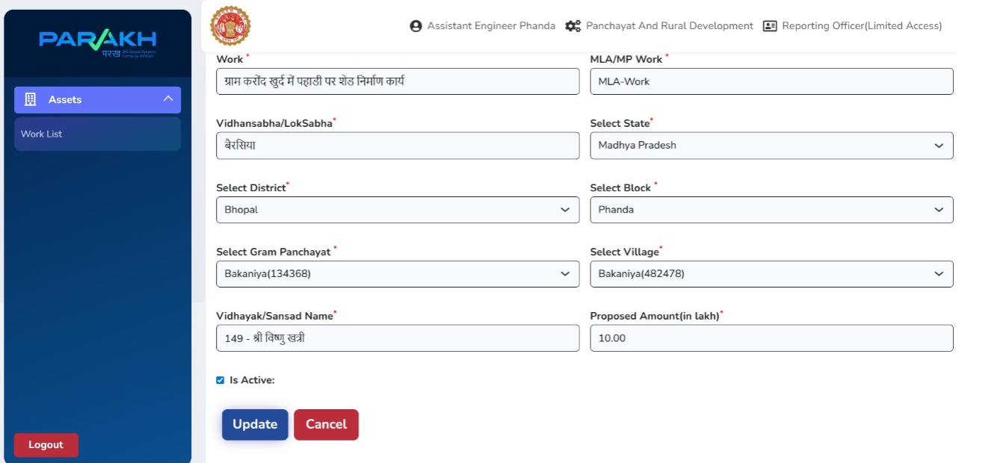 PARAKH
परख
Assistant Engineer Phanda Panchayat And Rural Development Reporting Officer(Limited Access)
Assets
Work List
Work * MLA/MP Work *
ग्राम करोंद खुर्द में पहाडी पर शेड निर्माण कार्य MLA-Work
Vidhansabha/LokSabha* Select State*
बेरसिया Madhya Pradesh
Select District* Select Block *
Bhopal Phanda
Select Gram Panchayat * Select Village*
Bakaniya(134368) Bakaniya(482478)
Vidhayak/Sansad Name* Proposed Amount(in lakh)*
149 - श्री विष्णु खत्री 10.00
Is Active:
Update Cancel
Logout